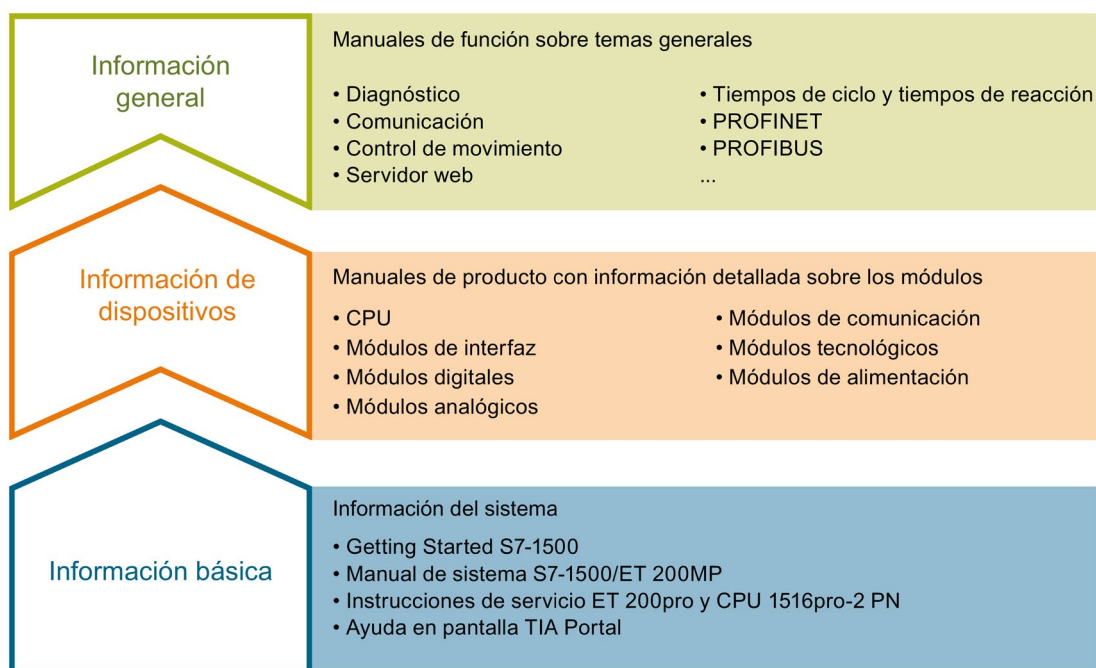 Información
general
Manuales de función sobre temas generales
• Diagnóstico
• Comunicación
• Control de movimiento
• Servidor web
• Tiempos de ciclo y tiempos de reacción
• PROFINET
• PROFIBUS
...
Información de
dispositivos
Manuales de producto con información detallada sobre los módulos
• CPU
• Módulos de interfaz
• Módulos digitales
• Módulos analógicos
• Módulos de comunicación
• Módulos tecnológicos
• Módulos de alimentación
Información básica
Información del sistema
• Getting Started S7-1500
• Manual de sistema S7-1500/ET 200MP
• Instrucciones de servicio ET 200pro y CPU 1516pro-2 PN
• Ayuda en pantalla TIA Portal